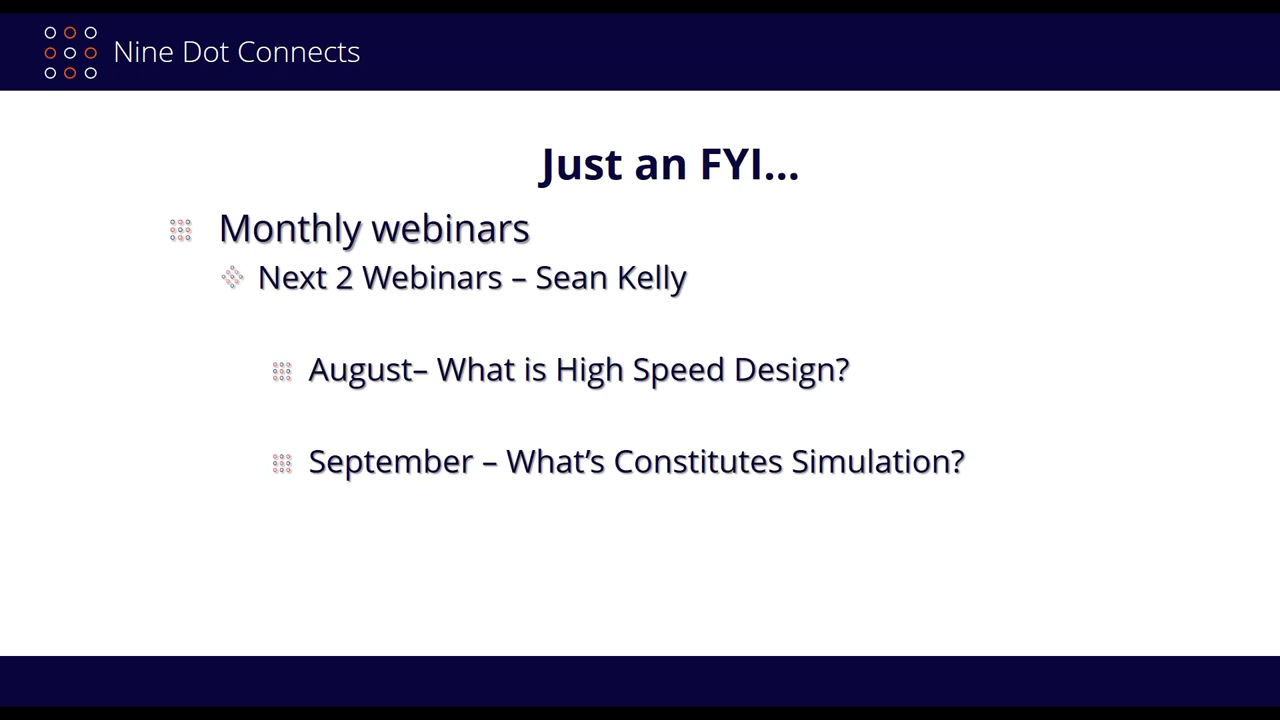 Nine Dot Connects
Just an FYI...
Monthly webinars
Next 2 Webinars – Sean Kelly
August– What is High Speed Design?
September – What's Constitutes Simulation?